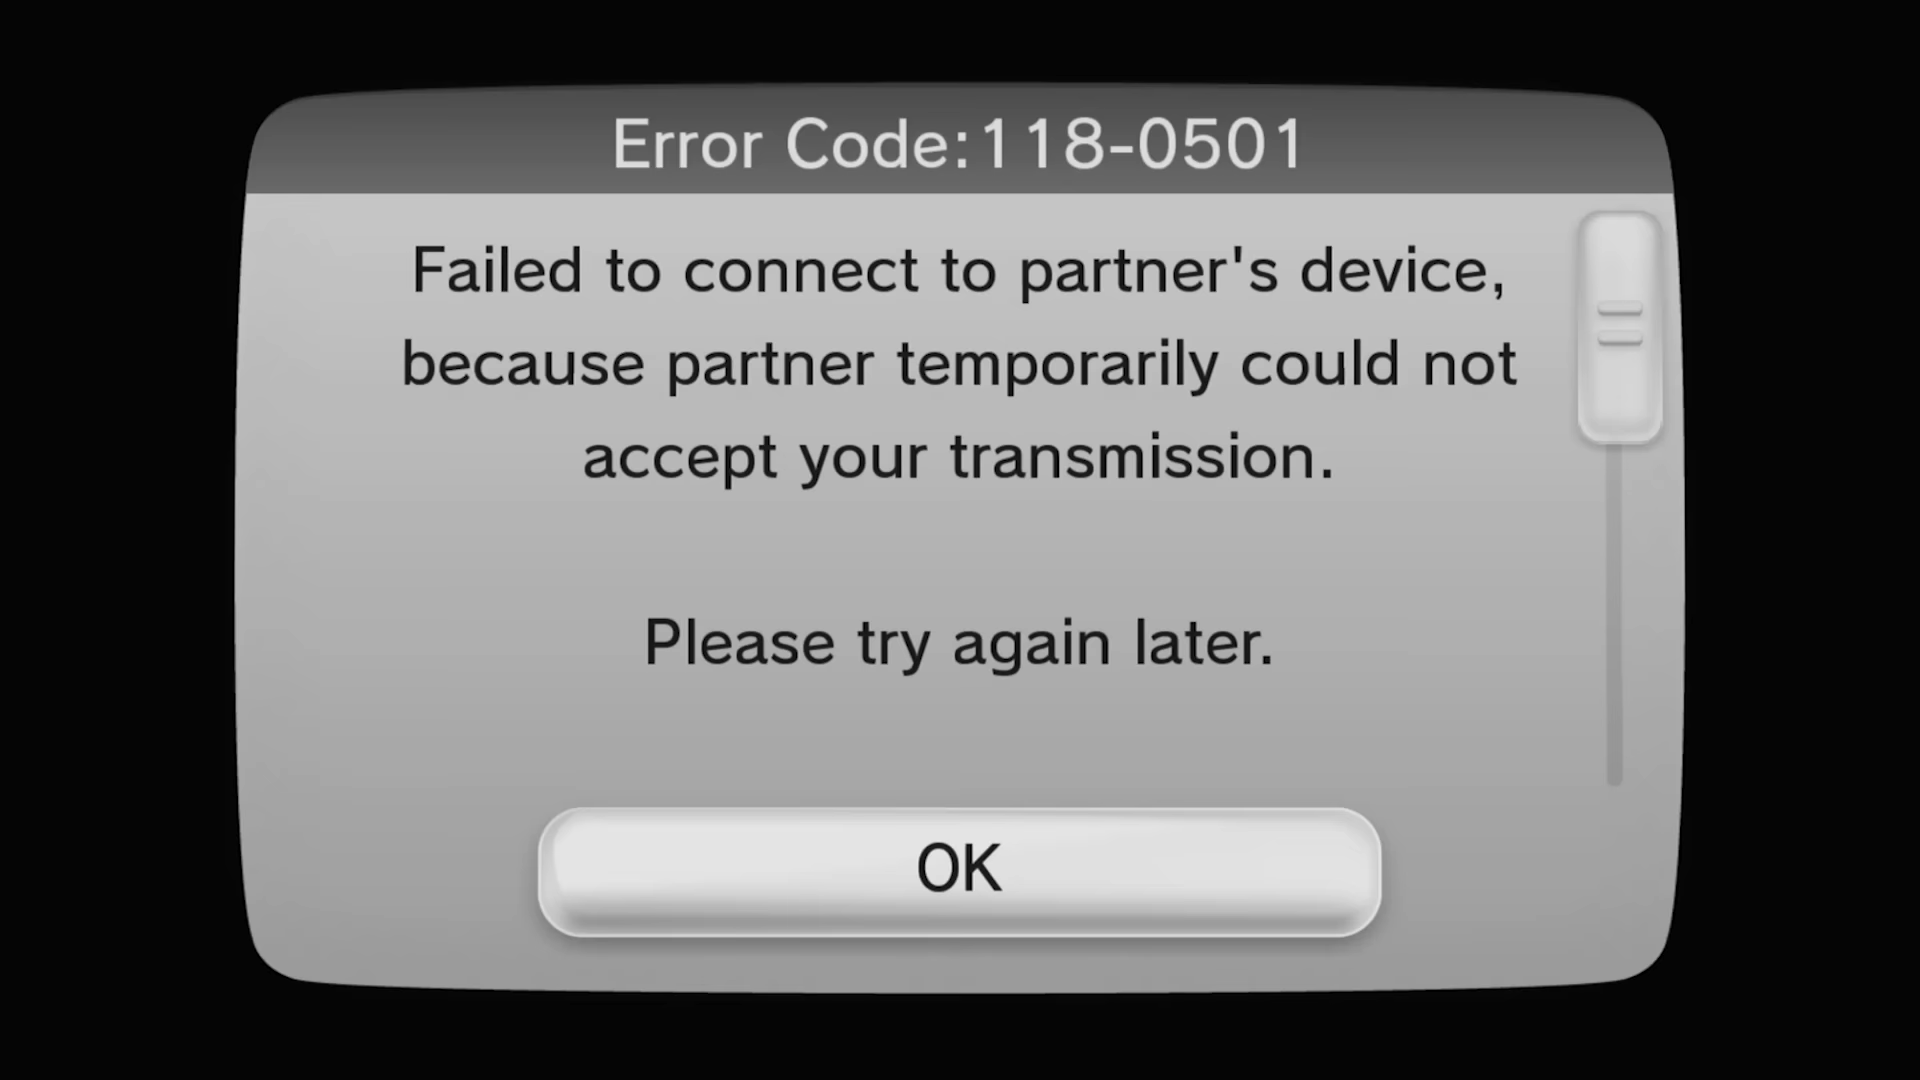 Error Code:118-0501
Failed to connect to partner's device,
because partner temporarily could not
accept your transmission.
Please try again later.
OK